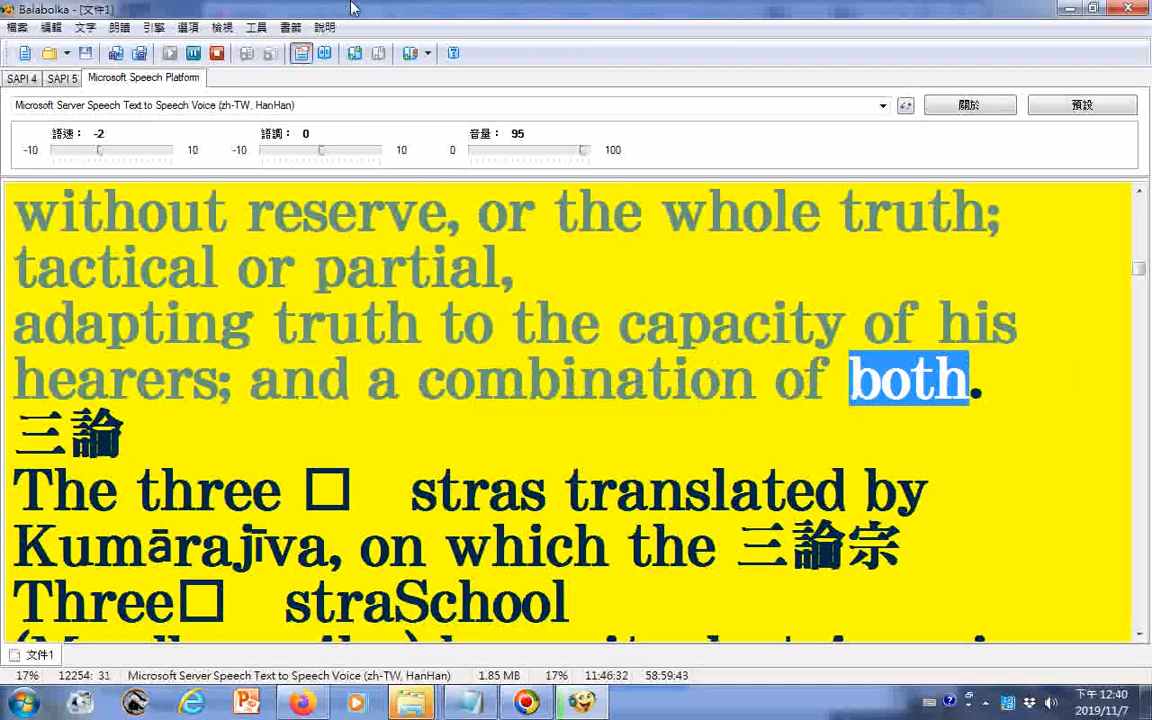 Balabolka - [文件1]
檔案 編輯 文字 朗讀 引擎 選項 檢視 工具 書籤 說明
SAPI 4 SAPI 5 Microsoft Speech Platform
Microsoft Server Speech Text to Speech Voice (zh-TW, HanHan) 關於 預設
語速： -2 語調： 0 音量： 95
-10 10 -10 10 0 100
without reserve, or the whole truth;
tactical or partial,
adapting truth to the capacity of his
hearers; and a combination of both.
三論
The three □ stras translated by
Kumārajīva, on which the 三論宗
Three□ straSchool
文件1
17% 12254: 31 Microsoft Server Speech Text to Speech Voice (zh-TW, HanHan) 1.85 MB 17% 11:46:32 58:59:43
下午 12:40
2019/11/7